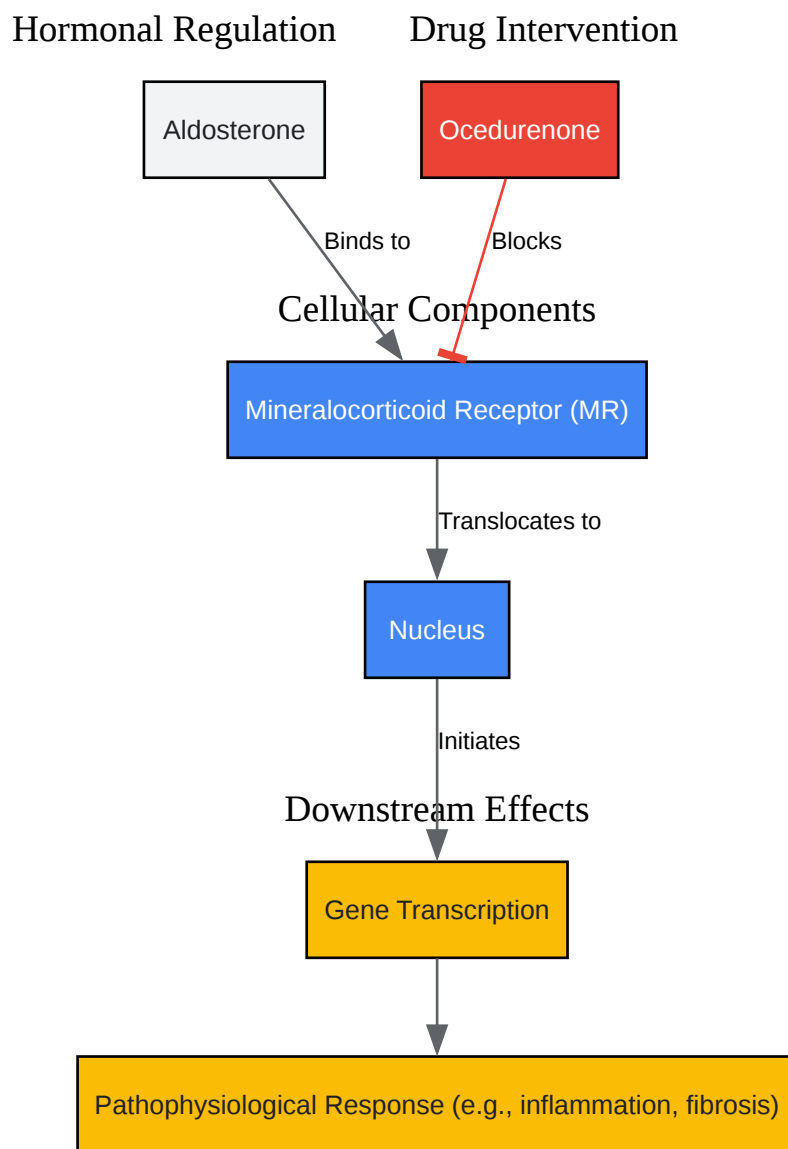 Hormonal Regulation
Drug Intervention
Aldosterone
Ocedurenone
Binds to
Blocks
Cellular Components
Mineralocorticoid Receptor (MR)
Translocates to
Nucleus
Initiates
Downstream Effects
Gene Transcription
Pathophysiological Response (e.g., inflammation, fibrosis)